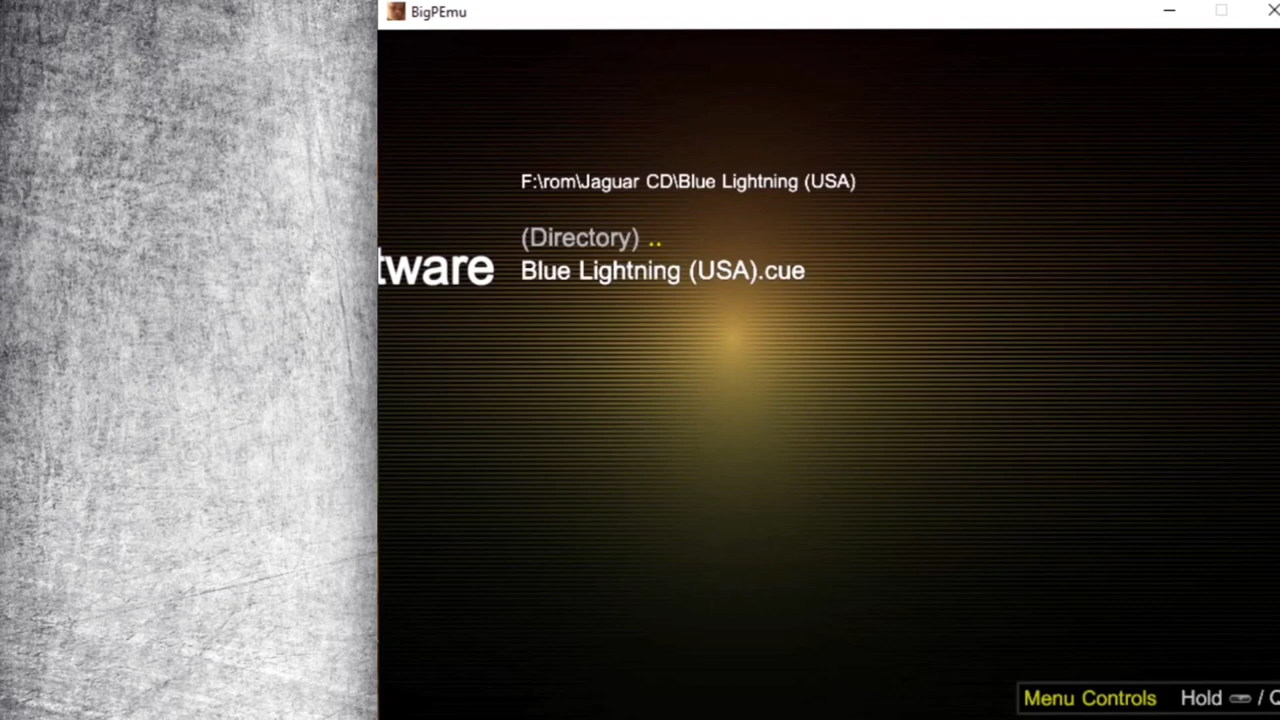 BigPEmu
F:\rom\Jaguar CD\Blue Lightning (USA)
(Directory) ..
tware
Blue Lightning (USA).cue
Menu Controls Hold / C